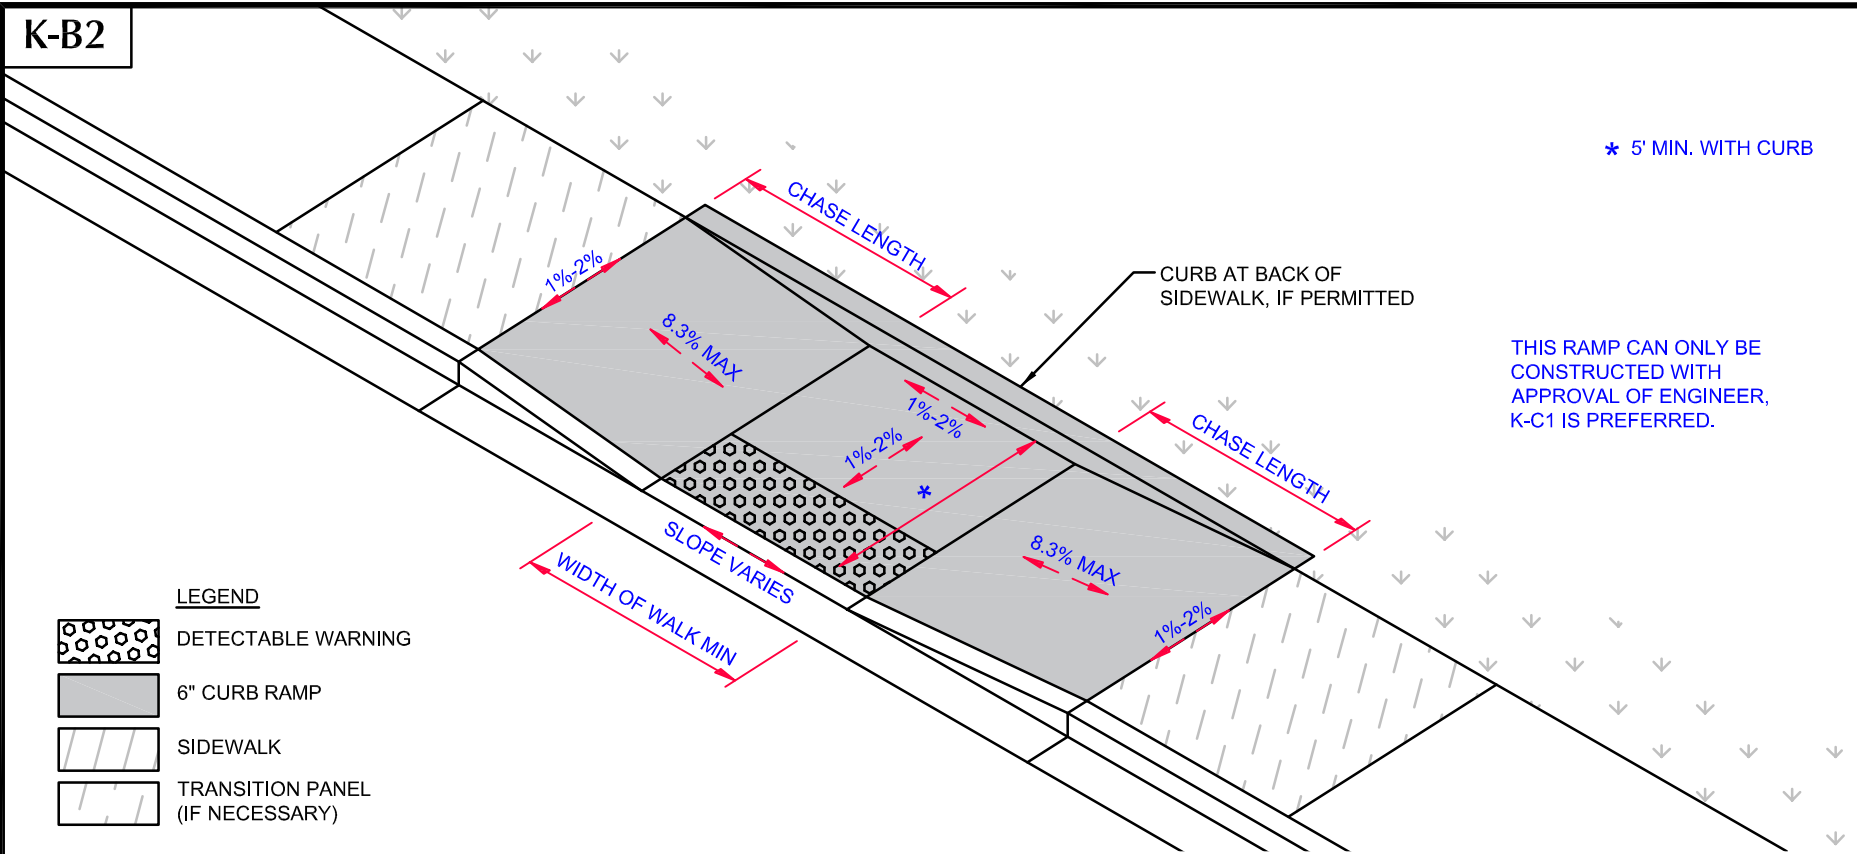 K-B2
* 5' MIN. WITH CURB
CHASE LENGTH
CURB AT BACK OF
SIDEWALK, IF PERMITTED
1%-2%
8.3% MAX
THIS RAMP CAN ONLY BE
CONSTRUCTED WITH
APPROVAL OF ENGINEER,
K-C1 IS PREFERRED.
1%-2%
1%-2%
*
CHASE LENGTH
SLOPE VARIES
8.3% MAX
WIDTH OF WALK MIN
1%-2%
LEGEND
DETECTABLE WARNING
6" CURB RAMP
SIDEWALK
TRANSITION PANEL
(IF NECESSARY)